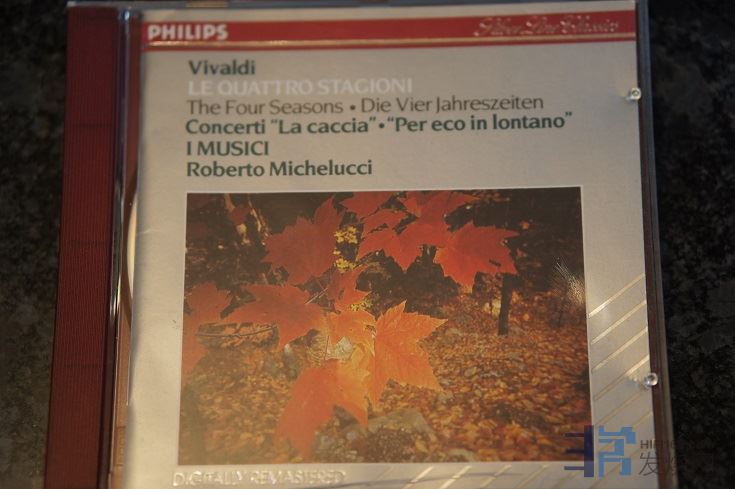 PHILIPS
Silver Line Classics
Vivaldi
LE QUATTRO STAGIONI
The Four Seasons • Die Vier Jahreszeiten
Concerti "La caccia" • "Per eco in lontano"
I MUSICI
Roberto Michelucci
DIGITALLY REMASTERED
发